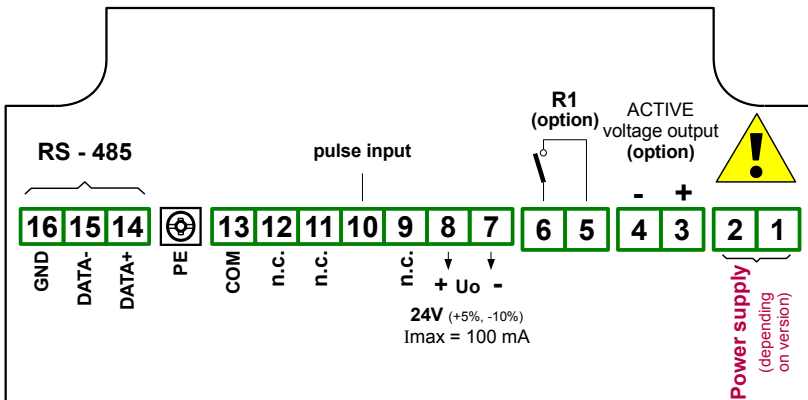 R1
(option)
ACTIVE
voltage output
(option)
RS - 485
pulse input
- +
16 15 14 13 12 11 10 9 8 7 6 5 4 3 2 1
GND
DATA-
DATA+
PE
COM
n.c.
n.c.
n.c.
+ Uo -
24V (+5%, -10%)
Imax = 100 mA
Power supply
(depending
on version)